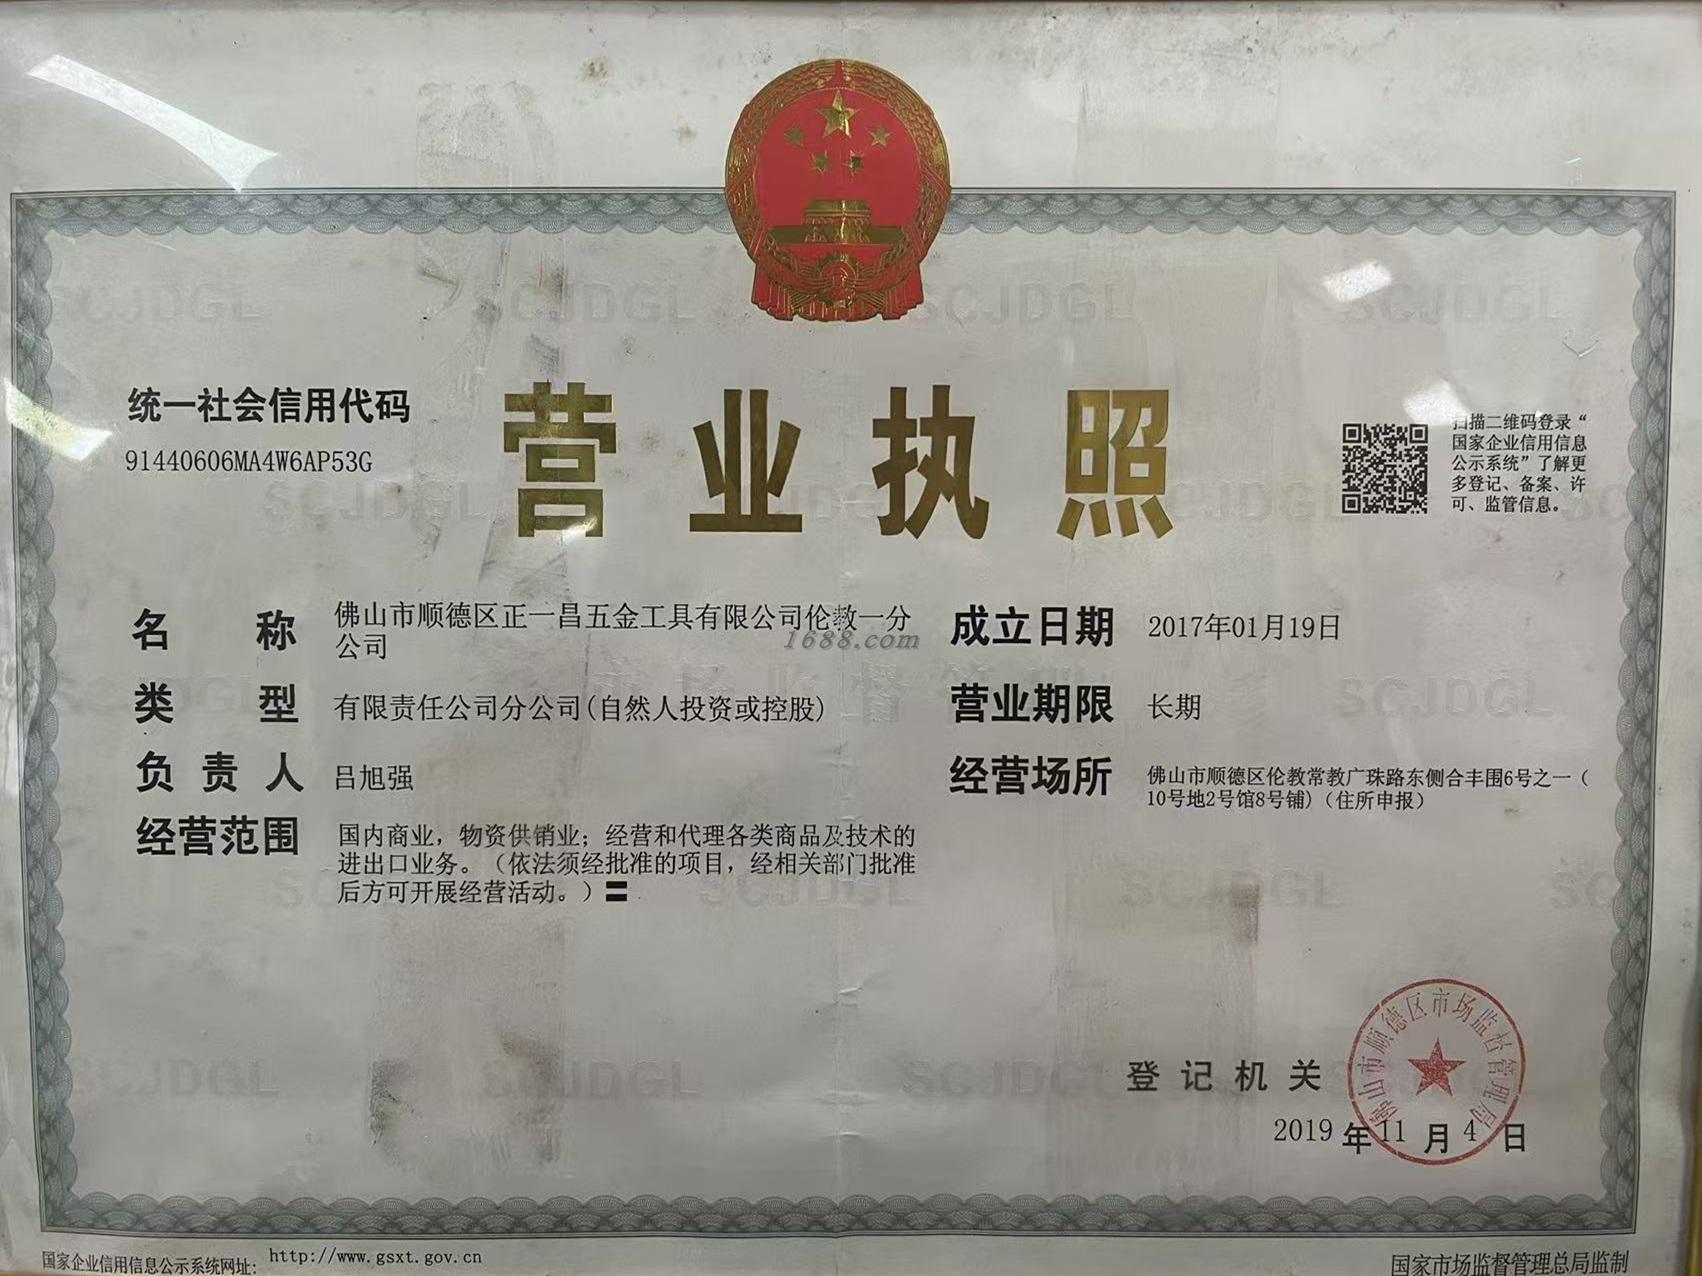 统一社会信用代码
91440606MA4W6AP53G
营业执照
扫描二维码登录“
国家企业信用信息
公示系统”了解更
多登记、备案、许
可、监管信息。
名称 佛山市顺德区正一昌五金工具有限公司伦教一分
公司
1688.com
类型 有限责任公司分公司(自然人投资或控股)
负责人 吕旭强
经营范围 国内商业，物资供销业；经营和代理各类商品及技术的
进出口业务。（依法须经批准的项目，经相关部门批准
后方可开展经营活动。）〓
成立日期 2017年01月19日
营业期限 长期
经营场所 佛山市顺德区伦教常教广珠路东侧合丰围6号之一（
10号地2号馆8号铺)（住所申报）
登记机关
佛山市顺德区市场监督管理局
2019年11月4日
国家企业信用信息公示系统网址: http://www.gsxt.gov.cn
国家市场监督管理总局监制
SCJDGL